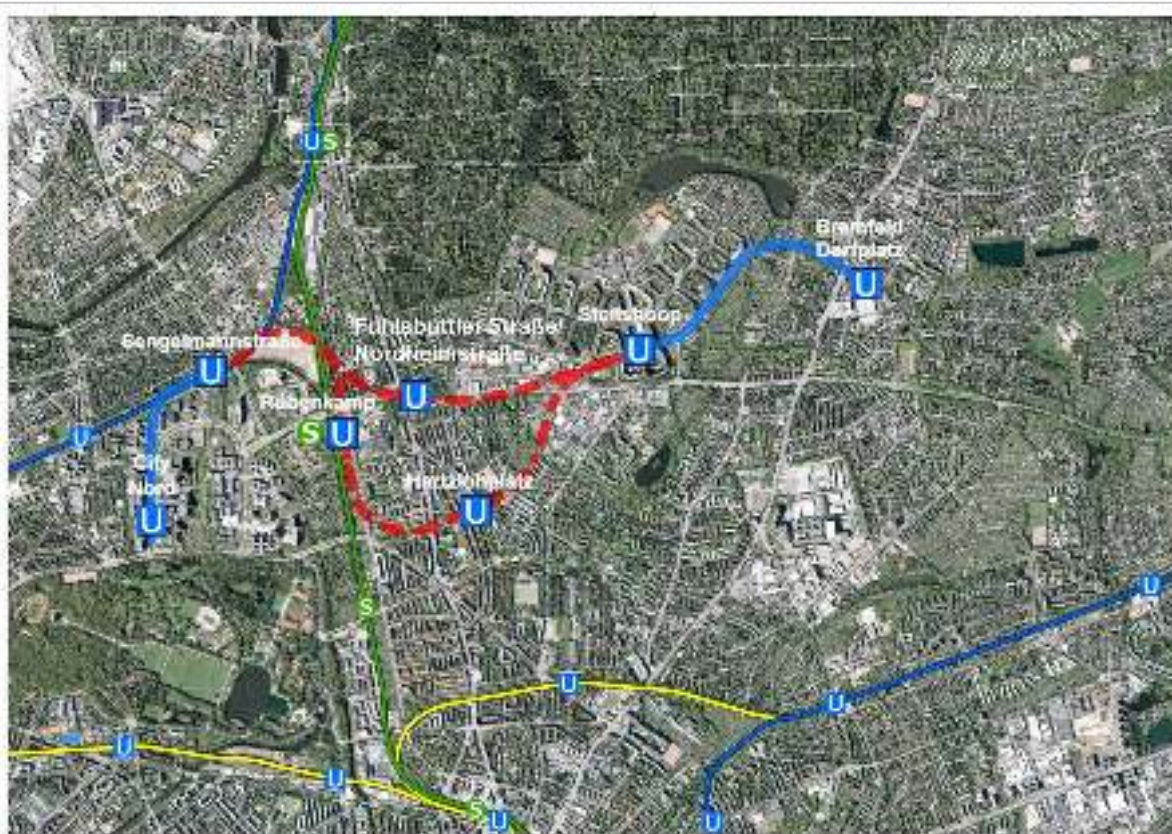 U S
Bramfeld
Dorfplatz
U
Steilshoop
U
Fuhlsbüttler Straße/
Nordheimstraße
U
Sengelmannstraße
U
Rübenkamp
S U
U
City
Nord
U
Hartzlohplatz
U
S
U
U
U
U
U
S
U
U